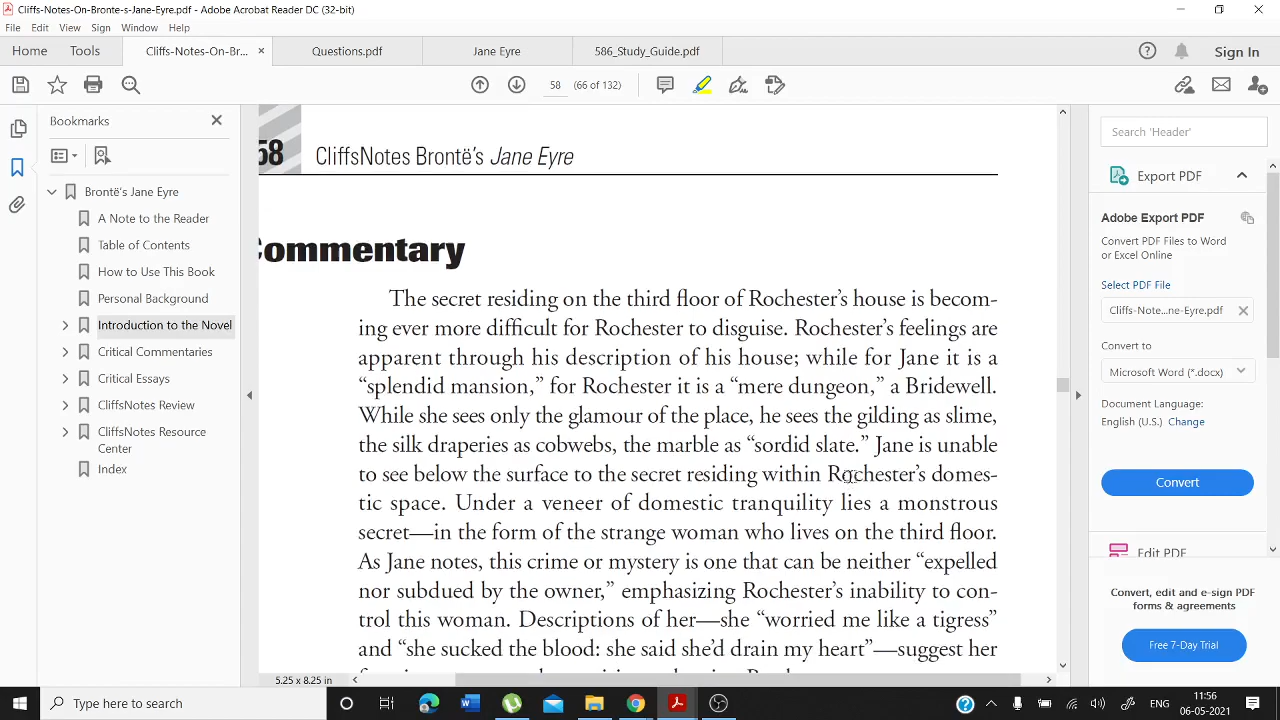 Cliffs-Notes-On-Bronte-s-Jane-Eyre.pdf - Adobe Acrobat Reader DC (32-bit)
File Edit View Sign Window Help
Home Tools Cliffs-Notes-On-Br... × Questions.pdf Jane Eyre 586_Study_Guide.pdf Sign In
58 (66 of 132)
Bookmarks
Brontë's Jane Eyre
A Note to the Reader
Table of Contents
How to Use This Book
Personal Background
Introduction to the Novel
Critical Commentaries
Critical Essays
CliffsNotes Review
CliffsNotes Resource
Center
Index
58 CliffsNotes Brontë's Jane Eyre
Commentary
The secret residing on the third floor of Rochester's house is becom-
ing ever more difficult for Rochester to disguise. Rochester's feelings are
apparent through his description of his house; while for Jane it is a
“splendid mansion,” for Rochester it is a “mere dungeon,” a Bridewell.
While she sees only the glamour of the place, he sees the gilding as slime,
the silk draperies as cobwebs, the marble as “sordid slate.” Jane is unable
to see below the surface to the secret residing within Rochester's domes-
tic space. Under a veneer of domestic tranquility lies a monstrous
secret—in the form of the strange woman who lives on the third floor.
As Jane notes, this crime or mystery is one that can be neither “expelled
nor subdued by the owner,” emphasizing Rochester's inability to con-
trol this woman. Descriptions of her—she “worried me like a tigress”
and “she sucked the blood: she said she'd drain my heart”—suggest her
5.25 x 8.25 in
Search 'Header'
Export PDF
Adobe Export PDF
Convert PDF Files to Word
or Excel Online
Select PDF File
Cliffs-Note...ne-Eyre.pdf
Convert to
Microsoft Word (*.docx)
Document Language:
English (U.S.) Change
Convert
Edit PDF
Convert, edit and e-sign PDF
forms & agreements
Free 7-Day Trial
Type here to search
ENG
11:56
06-05-2021